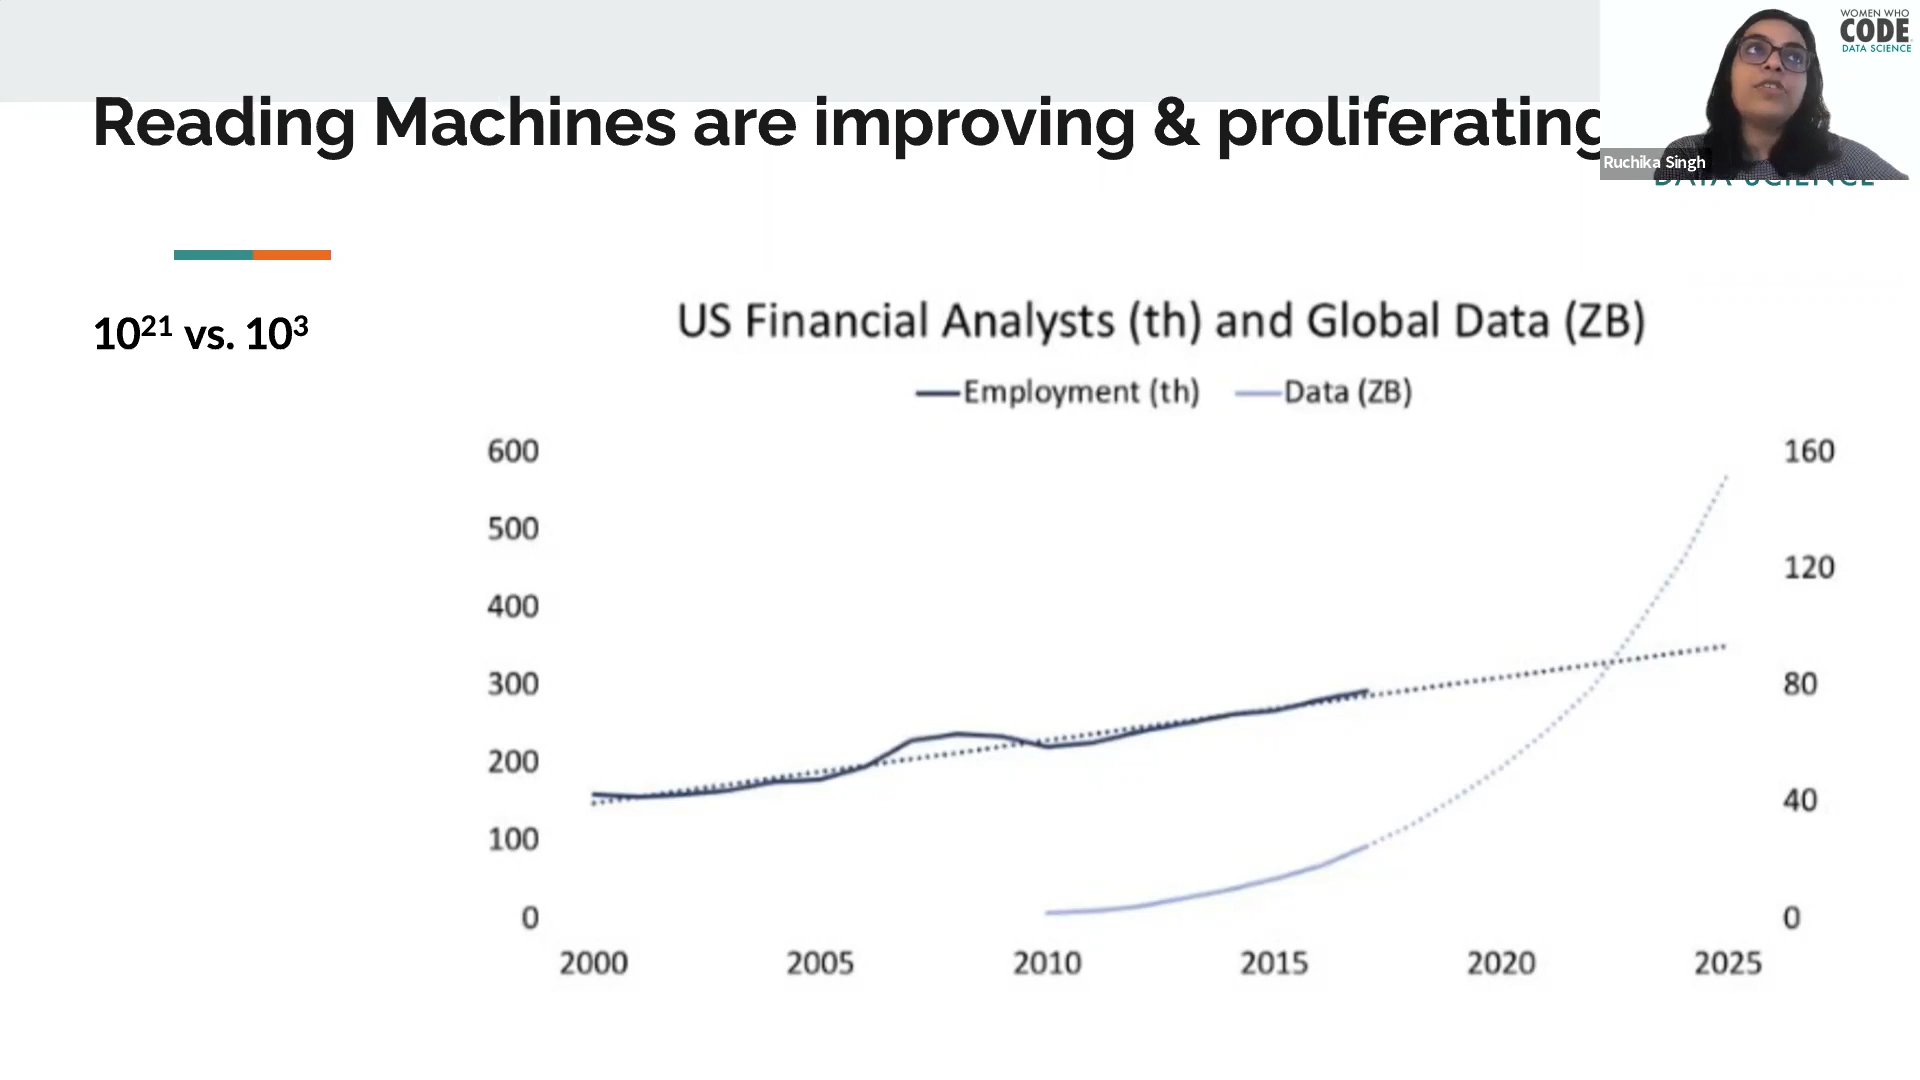 WOMEN WHO
CODE
DATA SCIENCE
Reading Machines are improving & proliferating
Ruchika Singh
DATA SCIENCE
10²¹ vs. 10³
US Financial Analysts (th) and Global Data (ZB)
Employment (th) Data (ZB)
600 160
500
120
400
300 80
200
40
100
0 0
2000 2005 2010 2015 2020 2025